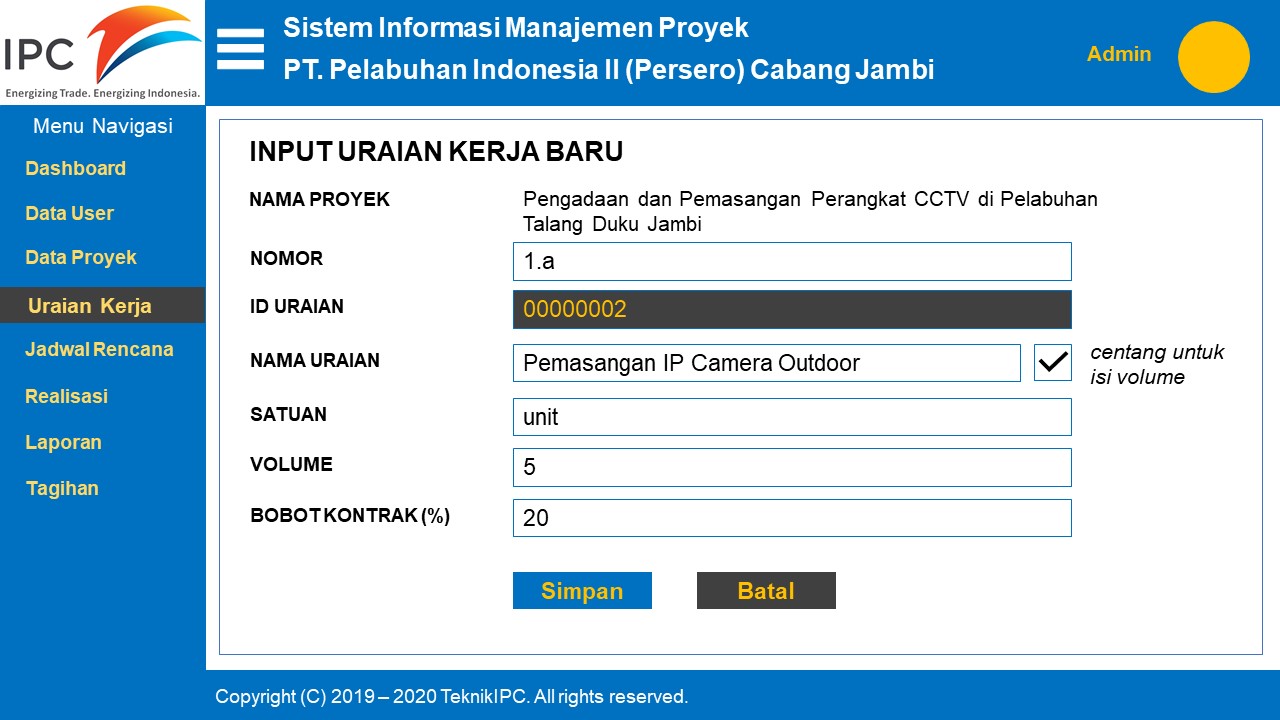 IPC
Energizing Trade. Energizing Indonesia.
Sistem Informasi Manajemen Proyek
PT. Pelabuhan Indonesia II (Persero) Cabang Jambi
Admin
Menu Navigasi
Dashboard
Data User
Data Proyek
Uraian Kerja
Jadwal Rencana
Realisasi
Laporan
Tagihan
INPUT URAIAN KERJA BARU
NAMA PROYEK
Pengadaan dan Pemasangan Perangkat CCTV di Pelabuhan
Talang Duku Jambi
NOMOR
1.a
ID URAIAN
00000002
NAMA URAIAN
Pemasangan IP Camera Outdoor
centang untuk
isi volume
SATUAN
unit
VOLUME
5
BOBOT KONTRAK (%)
20
Simpan
Batal
Copyright (C) 2019 – 2020 TeknikIPC. All rights reserved.